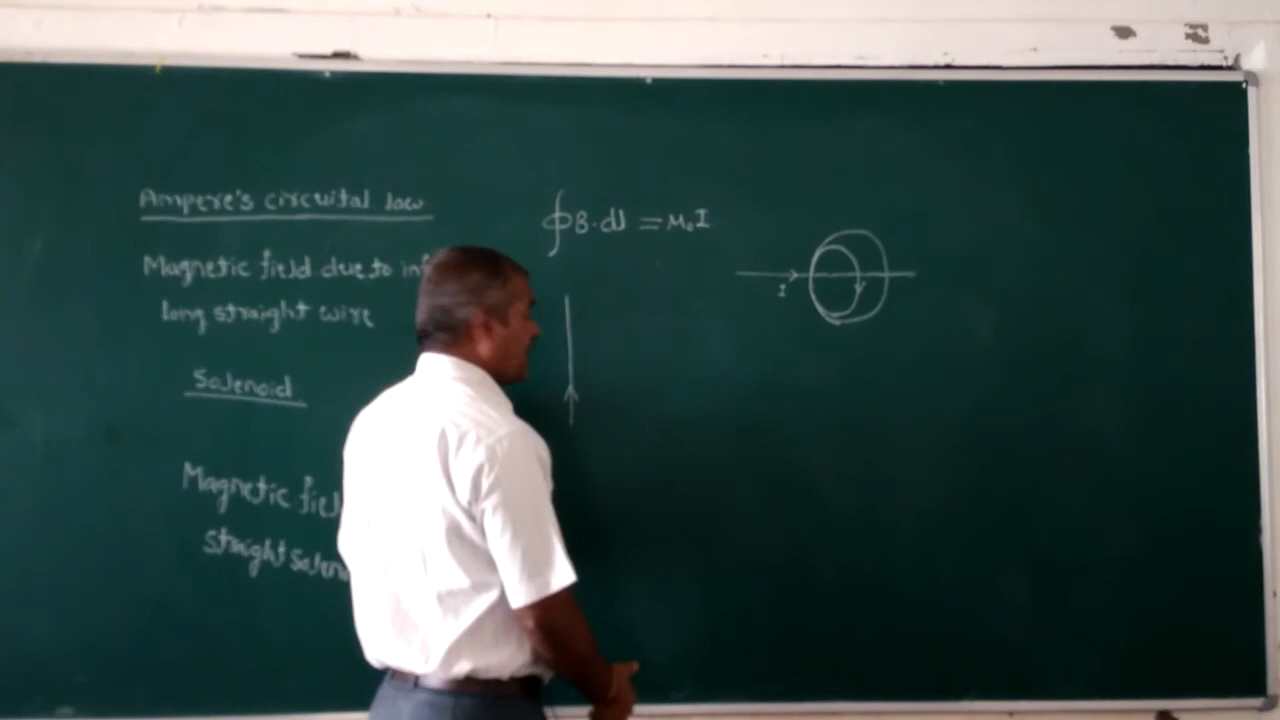 Ampere's circuital law
Magnetic field due to inf
long straight wire
Solenoid
Magnetic fiel
straight Solen
∮B.dl = μ₀I
I